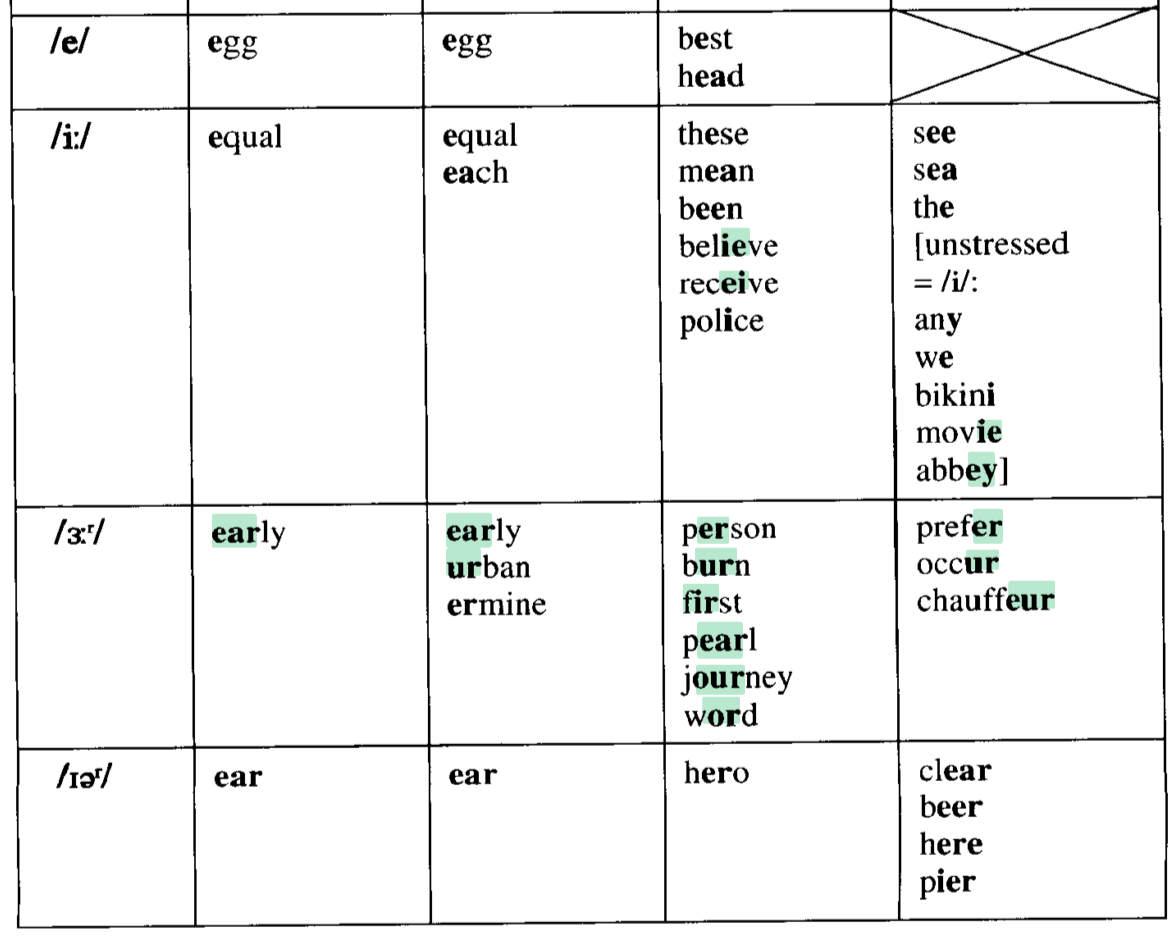 /e/ egg egg best
head
/iː/ equal equal these see
each mean sea
been the
believe [unstressed
receive = /i/:
police any
we
bikini
movie
abbey]
/ɜːʳ/ early early person prefer
urban burn occur
ermine first chauffeur
pearl
journey
word
/ɪəʳ/ ear ear hero clear
beer
here
pier